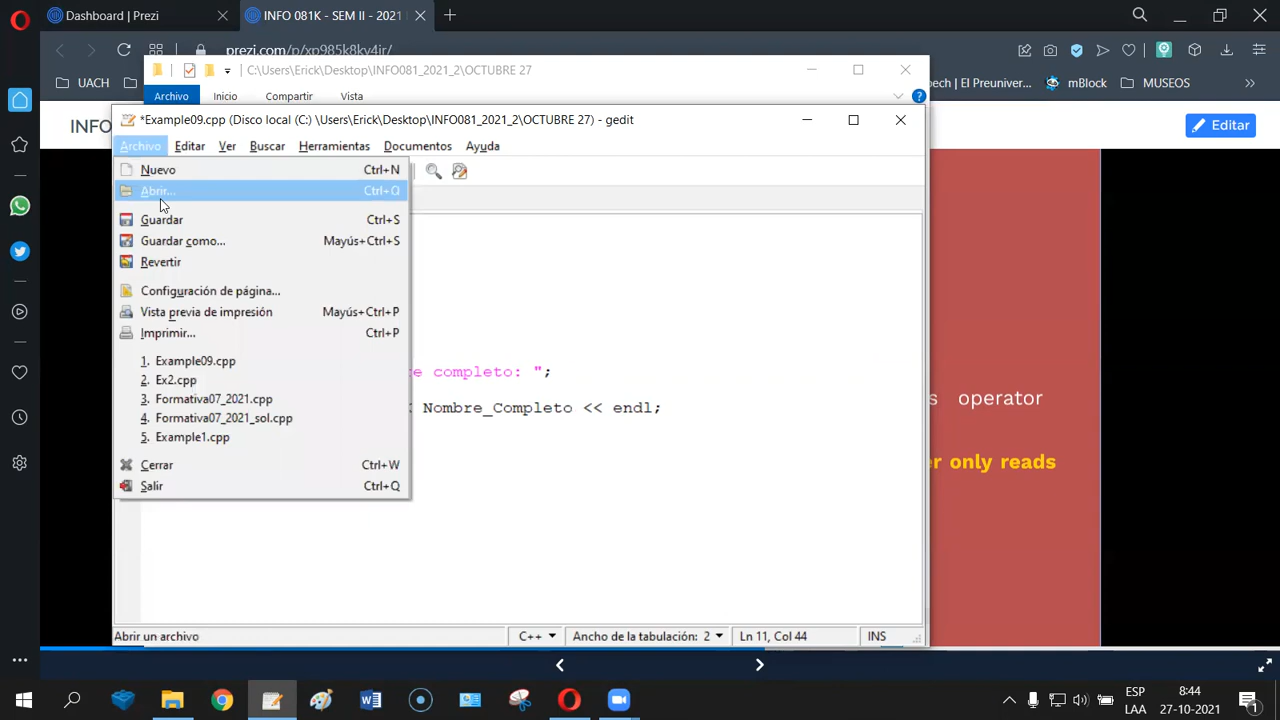 Dashboard | Prezi
INFO 081K - SEM II - 2021
prezi.com/p/xp985k8ky4ir/
UACH
C:\Users\Erick\Desktop\INFO081_2021_2\OCTUBRE 27
ech | El Preuniver...
mBlock
MUSEOS
Archivo Inicio Compartir Vista
INFO
Editar
*Example09.cpp (Disco local (C:) \Users\Erick\Desktop\INFO081_2021_2\OCTUBRE 27) - gedit
Archivo Editar Ver Buscar Herramientas Documentos Ayuda
Nuevo Ctrl+N
Abrir... Ctrl+O
Guardar Ctrl+S
Guardar como... Mayús+Ctrl+S
Revertir
Configuración de página...
Vista previa de impresión Mayús+Ctrl+P
Imprimir... Ctrl+P
1. Example09.cpp
2. Ex2.cpp
3. Formativa07_2021.cpp
4. Formativa07_2021_sol.cpp
5. Example1.cpp
Cerrar Ctrl+W
Salir Ctrl+Q
te completo: ";
Nombre_Completo << endl;
s operator
er only reads
Abrir un archivo
C++
Ancho de la tabulación: 2
Ln 11, Col 44
INS
ESP
LAA
8:44
27-10-2021
1